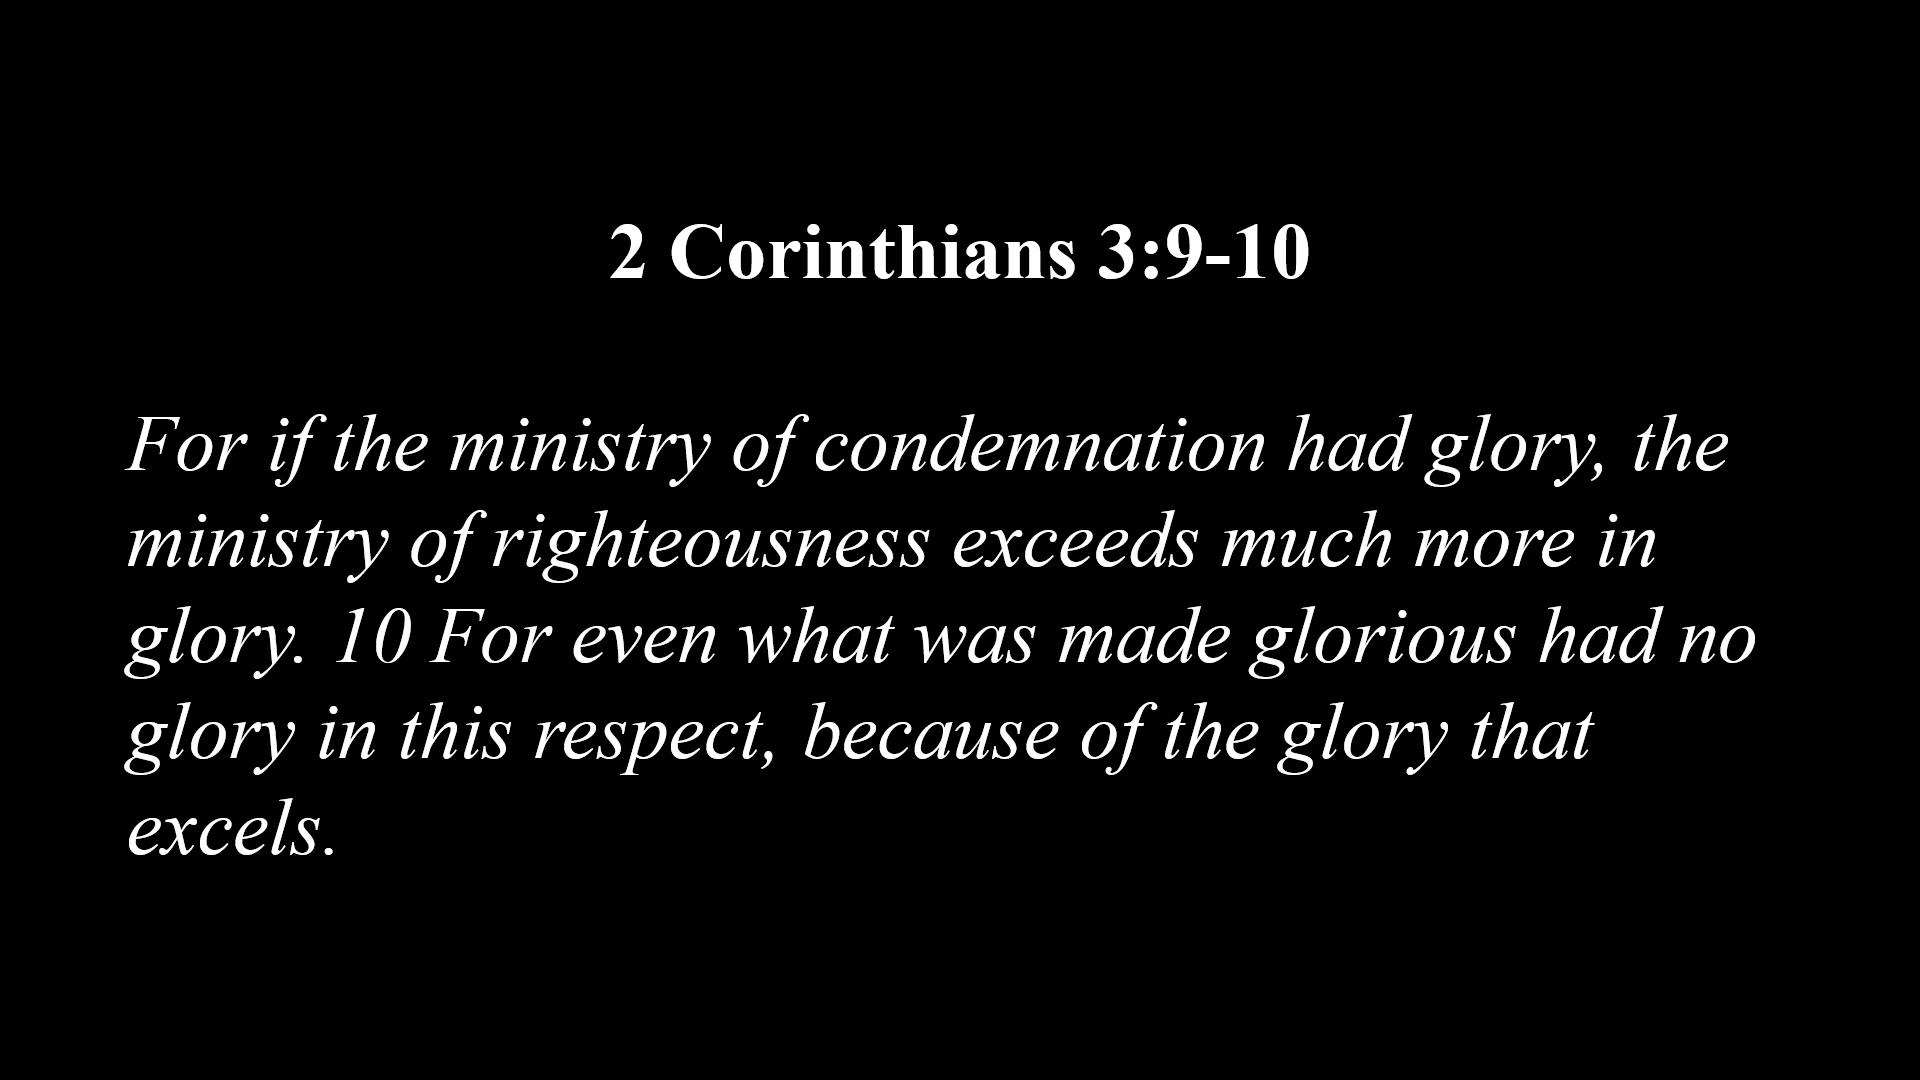 2 Corinthians 3:9-10
For if the ministry of condemnation had glory, the
ministry of righteousness exceeds much more in
glory. 10 For even what was made glorious had no
glory in this respect, because of the glory that
excels.